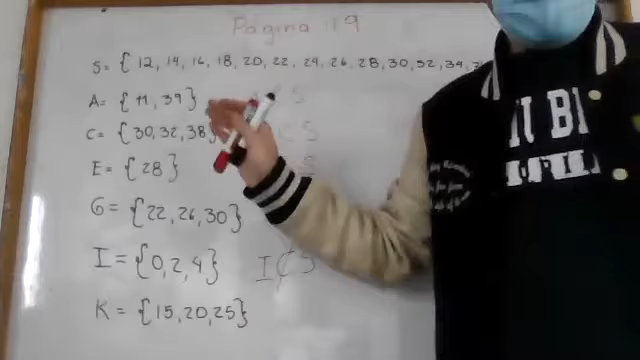 Pagina 19
S= { 12, 14, 16, 18, 20, 22, 24, 26, 28, 30, 32, 34,
A= { 11, 39}
C= {30,32,38} C S
E= {28} S
G= {22,26,30}
I= {0,2,4} I⊄S
K = {15,20,25}